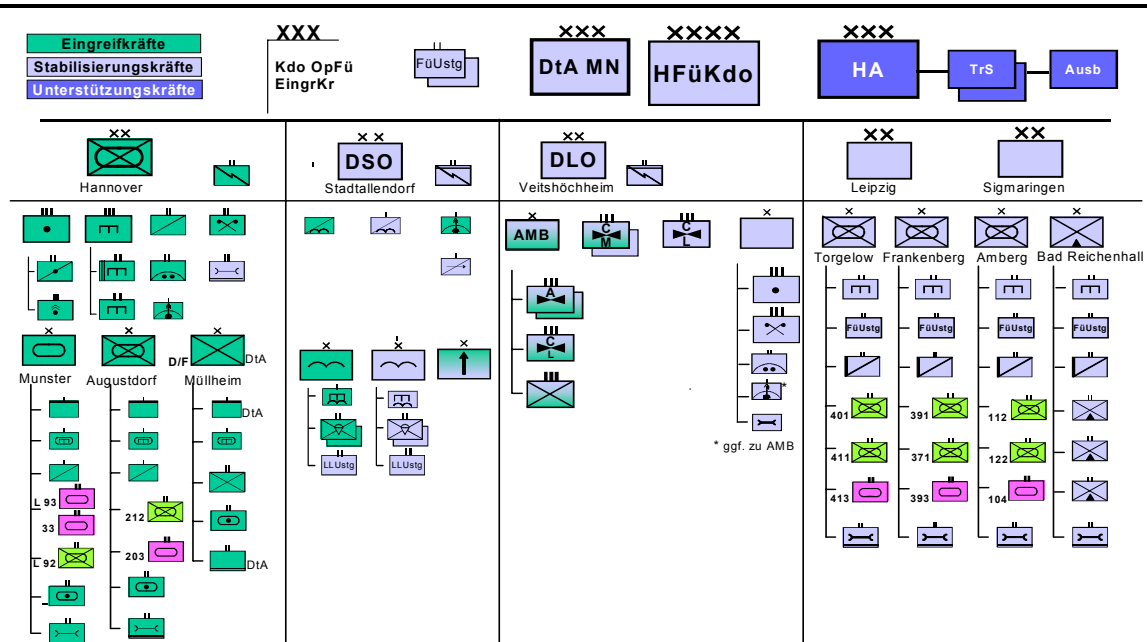 Eingreifkräfte
Stabilisierungskräfte
Unterstützungskräfte
XXX
Kdo OpFü
EingrKr
FüUstg
XXX
DtA MN
XXXX
HFüKdo
XXX
HA
TrS
Ausb
XX
Hannover
XX
DSO
Stadtallendorf
XX
DLO
Veitshöchheim
XX
Leipzig
XX
Sigmaringen
AMB
C
M
C
L
A
C
L
* ggf. zu AMB
Torgelow
Frankenberg
Amberg
Bad Reichenhall
FüUstg
FüUstg
FüUstg
FüUstg
401
391
112
411
371
122
413
393
104
Munster
Augustdorf
D/F
DtA
Müllheim
DtA
L 93
33
212
L 92
203
DtA
LLUstg
LLUstg